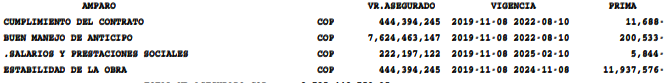 AMPARO VR.ASEGURADO VIGENCIA PRIMA
CUMPLIMIENTO DEL CONTRATO COP 444,394,245 2019-11-08 2022-08-10 11,688-
BUEN MANEJO DE ANTICIPO COP 7,624,463,147 2019-11-08 2022-08-10 200,533-
.SALARIOS Y PRESTACIONES SOCIALES COP 222,197,122 2019-11-08 2025-02-10 5,844-
ESTABILIDAD DE LA OBRA COP 444,394,245 2019-11-08 2024-11-08 11,937,576-